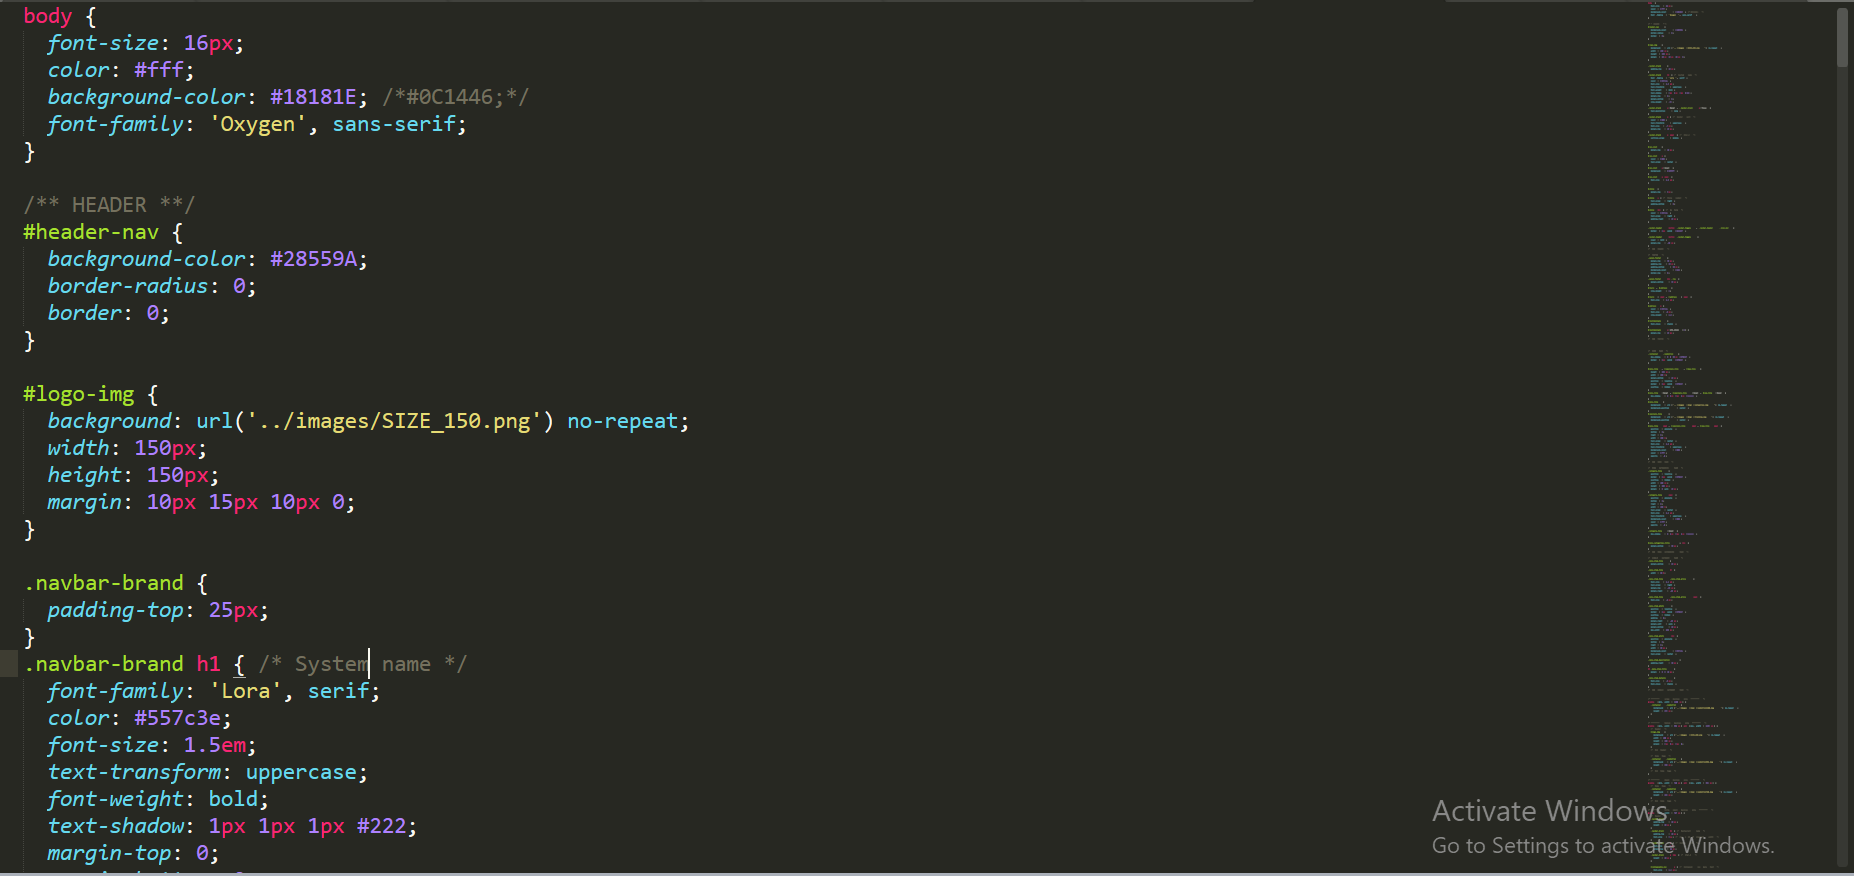 body {
  font-size: 16px;
  color: #fff;
  background-color: #18181E; /*#0C1446;*/
  font-family: 'Oxygen', sans-serif;
}

/** HEADER **/
#header-nav {
  background-color: #28559A;
  border-radius: 0;
  border: 0;
}

#logo-img {
  background: url('../images/SIZE_150.png') no-repeat;
  width: 150px;
  height: 150px;
  margin: 10px 15px 10px 0;
}

.navbar-brand {
  padding-top: 25px;
}
.navbar-brand h1 { /* System name */
  font-family: 'Lora', serif;
  color: #557c3e;
  font-size: 1.5em;
  text-transform: uppercase;
  font-weight: bold;
  text-shadow: 1px 1px 1px #222;
  margin-top: 0;
Activate Windows
Go to Settings to activate Windows.